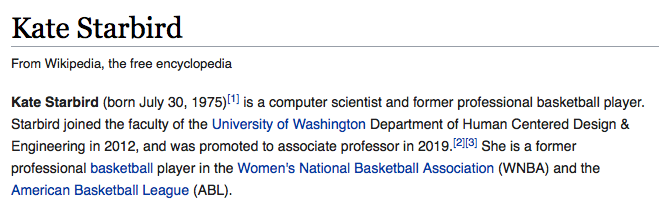 Kate Starbird
From Wikipedia, the free encyclopedia
Kate Starbird (born July 30, 1975)[1] is a computer scientist and former professional basketball player.
Starbird joined the faculty of the University of Washington Department of Human Centered Design &
Engineering in 2012, and was promoted to associate professor in 2019.[2][3] She is a former
professional basketball player in the Women's National Basketball Association (WNBA) and the
American Basketball League (ABL).